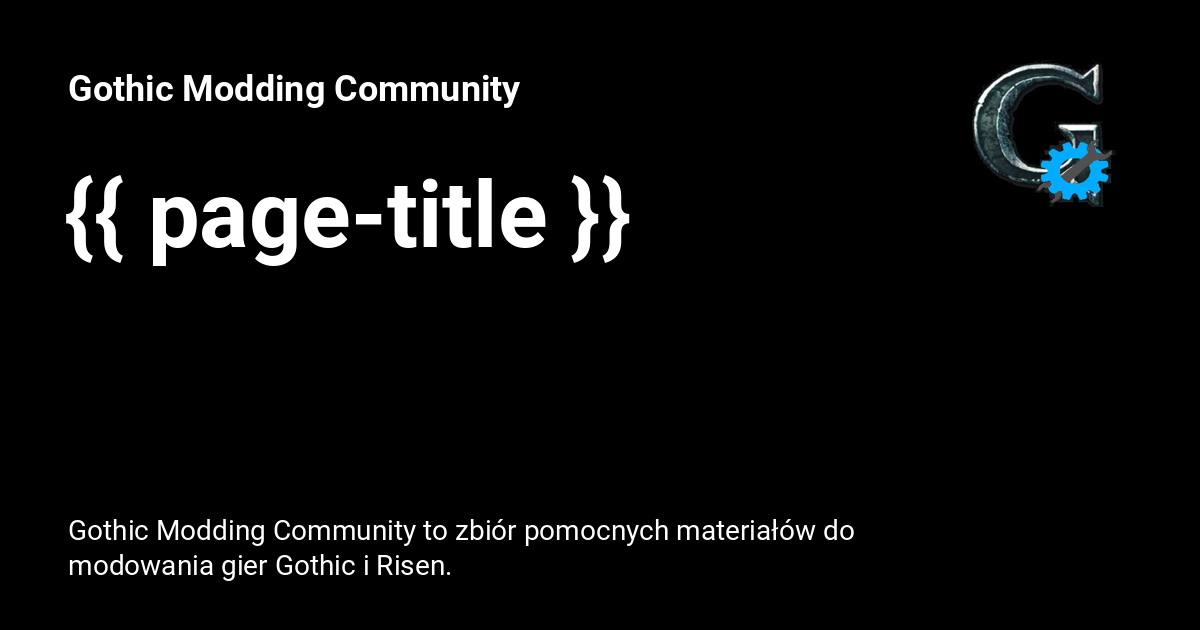 Gothic Modding Community
{{ page-title }}
Gothic Modding Community to zbiór pomocnych materiałów do
modowania gier Gothic i Risen.